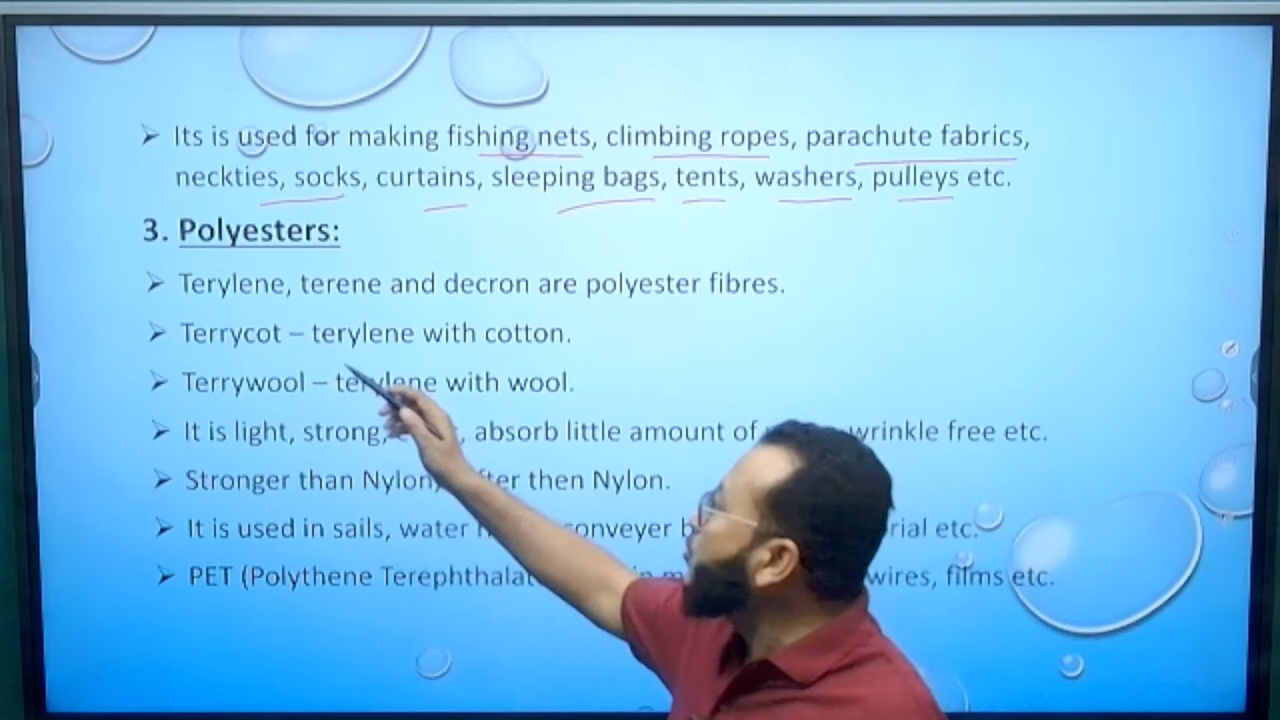 Its is used for making fishing nets, climbing ropes, parachute fabrics,
neckties, socks, curtains, sleeping bags, tents, washers, pulleys etc.
3. Polyesters:
Terylene, terene and decron are polyester fibres.
Terrycot – terylene with cotton.
Terrywool – terylene with wool.
It is light, strong, absorb little amount of wrinkle free etc.
Stronger than Nylon, then Nylon.
It is used in sails, water etc.
PET (Polythene wires, films etc.